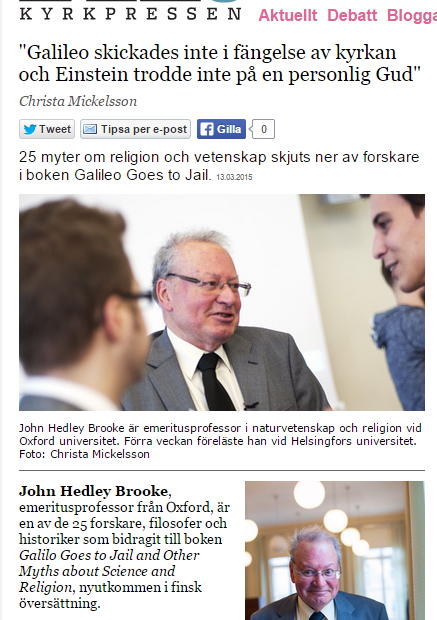 KYRKPRESSEN
Aktuellt Debatt Blogga
"Galileo skickades inte i fängelse av kyrkan
och Einstein trodde inte på en personlig Gud"
Christa Mickelsson
Tweet Tipsa per e-post Gilla 0
25 myter om religion och vetenskap skjuts ner av forskare
i boken Galileo Goes to Jail. 13.03.2015
John Hedley Brooke är emeritusprofessor i naturvetenskap och religion vid
Oxford universitet. Förra veckan föreläste han vid Helsingfors universitet.
Foto: Christa Mickelsson
John Hedley Brooke,
emeritusprofessor från Oxford, är
en av de 25 forskare, filosofer och
historiker som bidragit till boken
Galilo Goes to Jail and Other
Myths about Science and
Religion, nyutkommen i finsk
översättning.